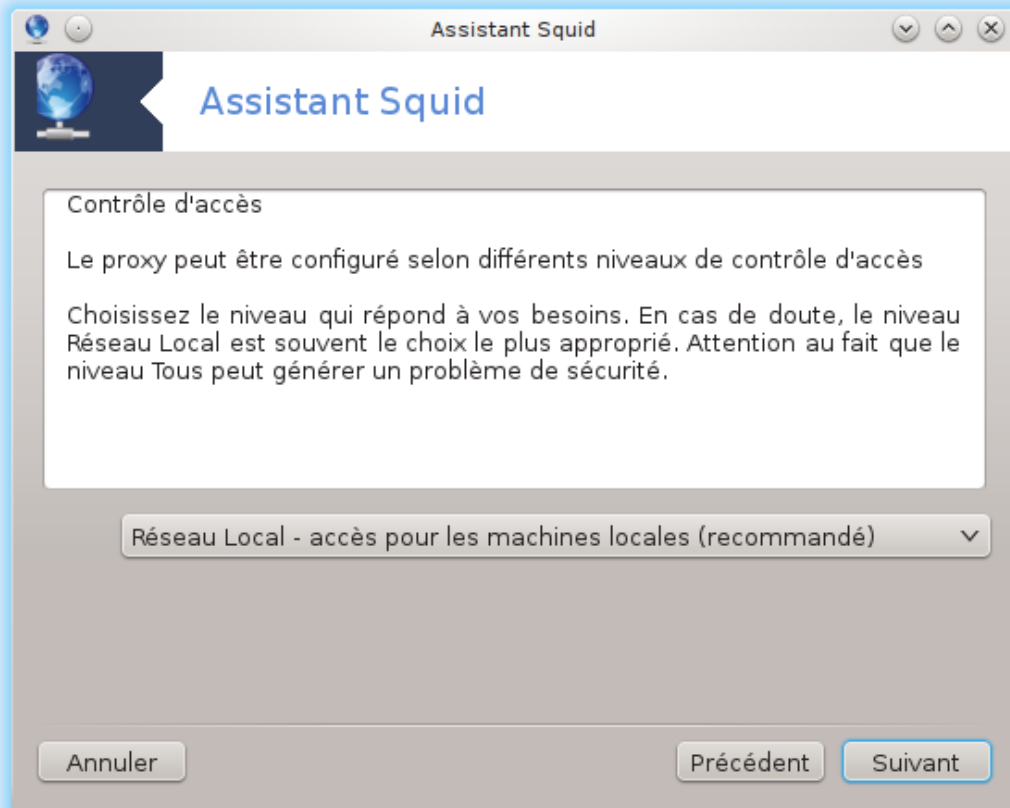 Assistant Squid
Assistant Squid
Contrôle d'accès
Le proxy peut être configuré selon différents niveaux de contrôle d'accès
Choisissez le niveau qui répond à vos besoins. En cas de doute, le niveau
Réseau Local est souvent le choix le plus approprié. Attention au fait que le
niveau Tous peut générer un problème de sécurité.
Réseau Local - accès pour les machines locales (recommandé)
Annuler
Précédent
Suivant